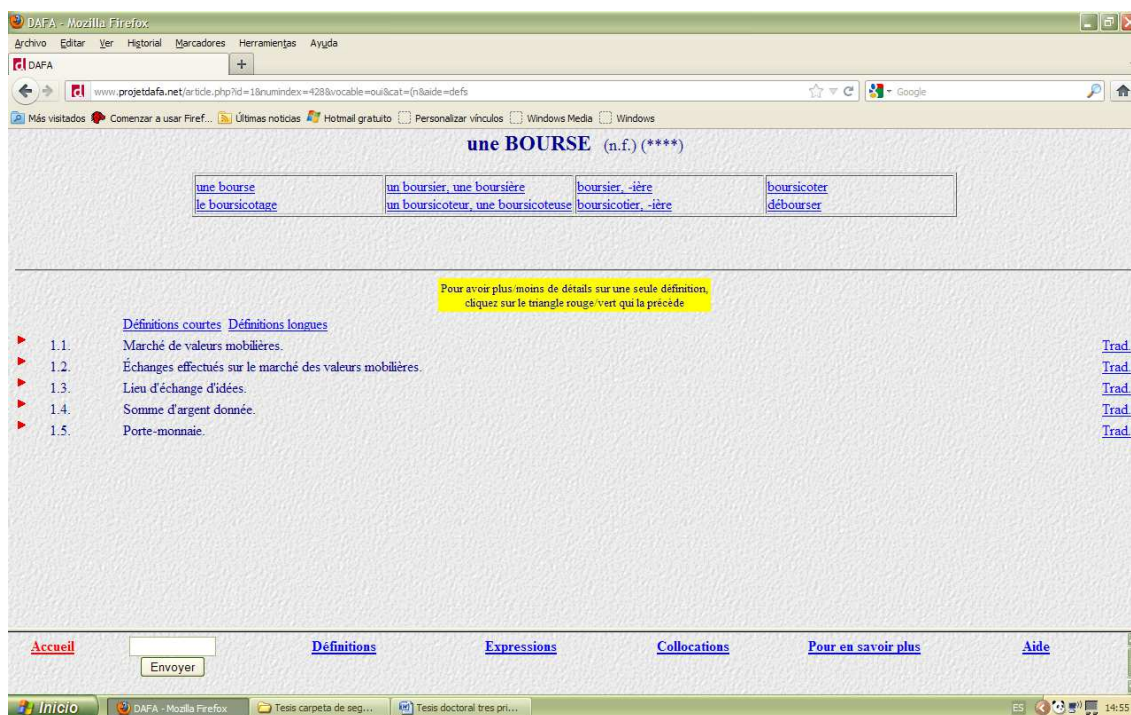 DAFA - Mozilla Firefox
Archivo Editar Ver Historial Marcadores Herramientas Ayuda
DAFA +
www.projetdafa.net/article.php?id=1&numindex=428&vocable=oui&cat={n&aide=defs Google
Más visitados Comenzar a usar Firef... Últimas noticias Hotmail gratuito Personalizar vínculos Windows Media Windows
une BOURSE (n.f.) (****)
une bourse un boursier, une boursière boursier, -ière boursicoter
le boursicotage un boursicoteur, une boursicoteuse boursicotier, -ière débourser
Pour avoir plus/moins de détails sur une seule définition,
cliquez sur le triangle rouge/vert qui la précède
Définitions courtes Définitions longues
1.1. Marché de valeurs mobilières. Trad.
1.2. Échanges effectués sur le marché des valeurs mobilières. Trad.
1.3. Lieu d'échange d'idées. Trad.
1.4. Somme d'argent donnée. Trad.
1.5. Porte-monnaie. Trad.
Accueil Définitions Expressions Collocations Pour en savoir plus Aide
Envoyer
Inicio DAFA - Mozilla Firefox Tesis carpeta de seg... Tesis doctoral tres pri... ES 14:55